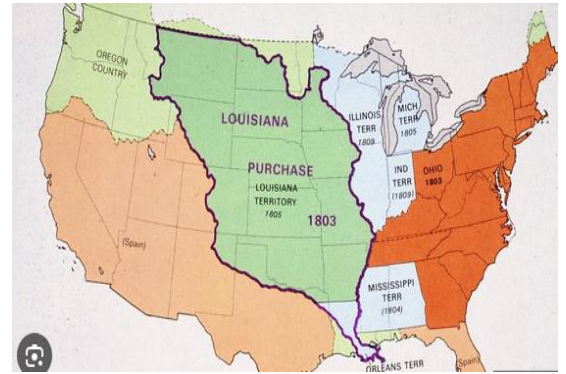 OREGON
COUNTRY
LOUISIANA
PURCHASE
LOUISIANA
TERRITORY
1805
1803
ILLINOIS
TERR
1809
MICH
TERR
1805
IND
TERR
(1809)
OHIO
1803
(Spain)
MISSISSIPPI
TERR
(1804)
ORLEANS TERR
(Spain)